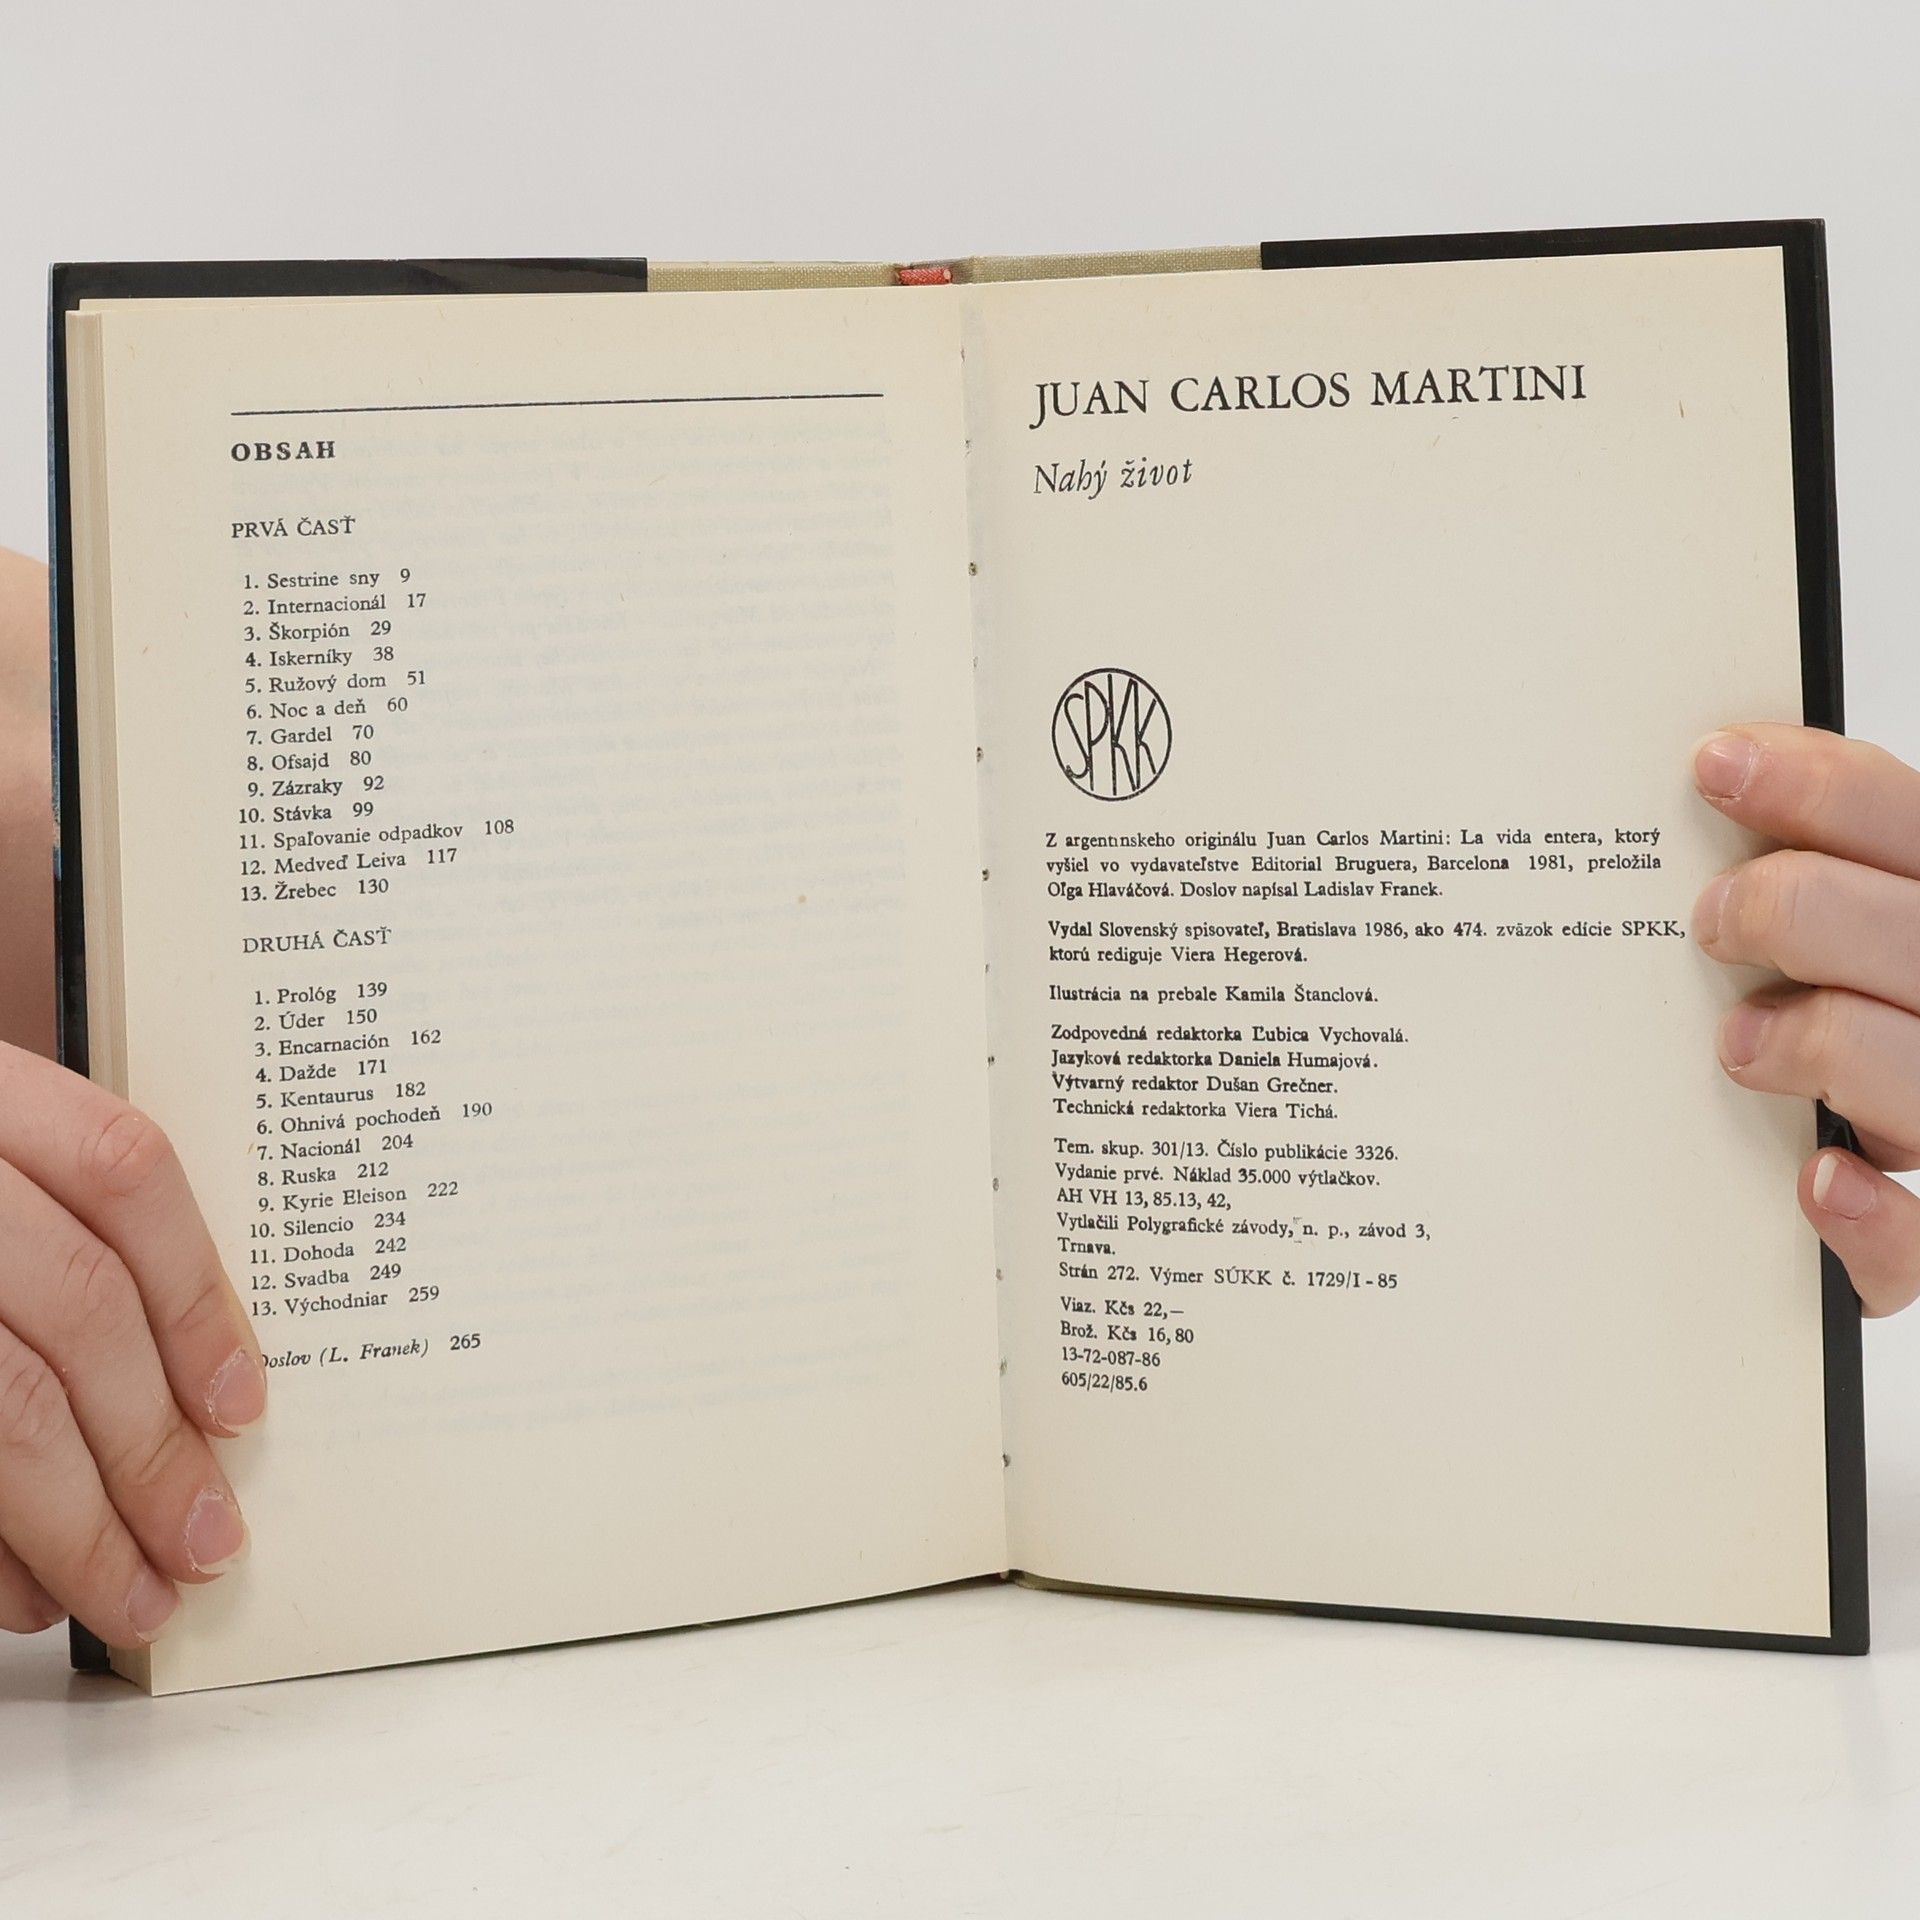 OBSAH
PRVÁ ČASŤ
1. Sestrine sny 9
2. Internacionál 17
3. Škorpión 29
4. Iskerníky 38
5. Ružový dom 51
6. Noc a deň 60
7. Gardel 70
8. Ofsajd 80
9. Zázraky 92
10. Stávka 99
11. Spaľovanie odpadkov 108
12. Medveď Leiva 117
13. Žrebec 130
DRUHÁ ČASŤ
1. Prológ 139
2. Úder 150
3. Encarnación 162
4. Dažde 171
5. Kentaurus 182
6. Ohnivá pochodeň 190
7. Nacionál 204
8. Ruska 212
9. Kyrie Eleison 222
10. Silencio 234
11. Dohoda 242
12. Svadba 249
13. Východniar 259
Doslov (L. Franek) 265
JUAN CARLOS MARTINI
Nahý život
SPKK
Z argentínskeho originálu Juan Carlos Martini: La vida entera, ktorý
vyšiel vo vydavateľstve Editorial Bruguera, Barcelona 1981, preložila
Oľga Hlaváčová. Doslov napísal Ladislav Franek.
Vydal Slovenský spisovateľ, Bratislava 1986, ako 474. zväzok edície SPKK,
ktorú rediguje Viera Hegerová.
Ilustrácia na prebale Kamila Štanclová.
Zodpovedná redaktorka Ľubica Vychovalá.
Jazyková redaktorka Daniela Humajová.
Výtvarný redaktor Dušan Grečner.
Technická redaktorka Viera Tichá.
Tem. skup. 301/13. Číslo publikácie 3326.
Vydanie prvé. Náklad 35.000 výtlačkov.
AH VH 13, 85.13, 42,
Vytlačili Polygrafické závody, n. p., závod 3,
Trnava.
Strán 272. Výmer SÚKK č. 1729/I - 85
Viaz. Kčs 22,—
Brož. Kčs 16,80
13-72-087-86
605/22/85.6